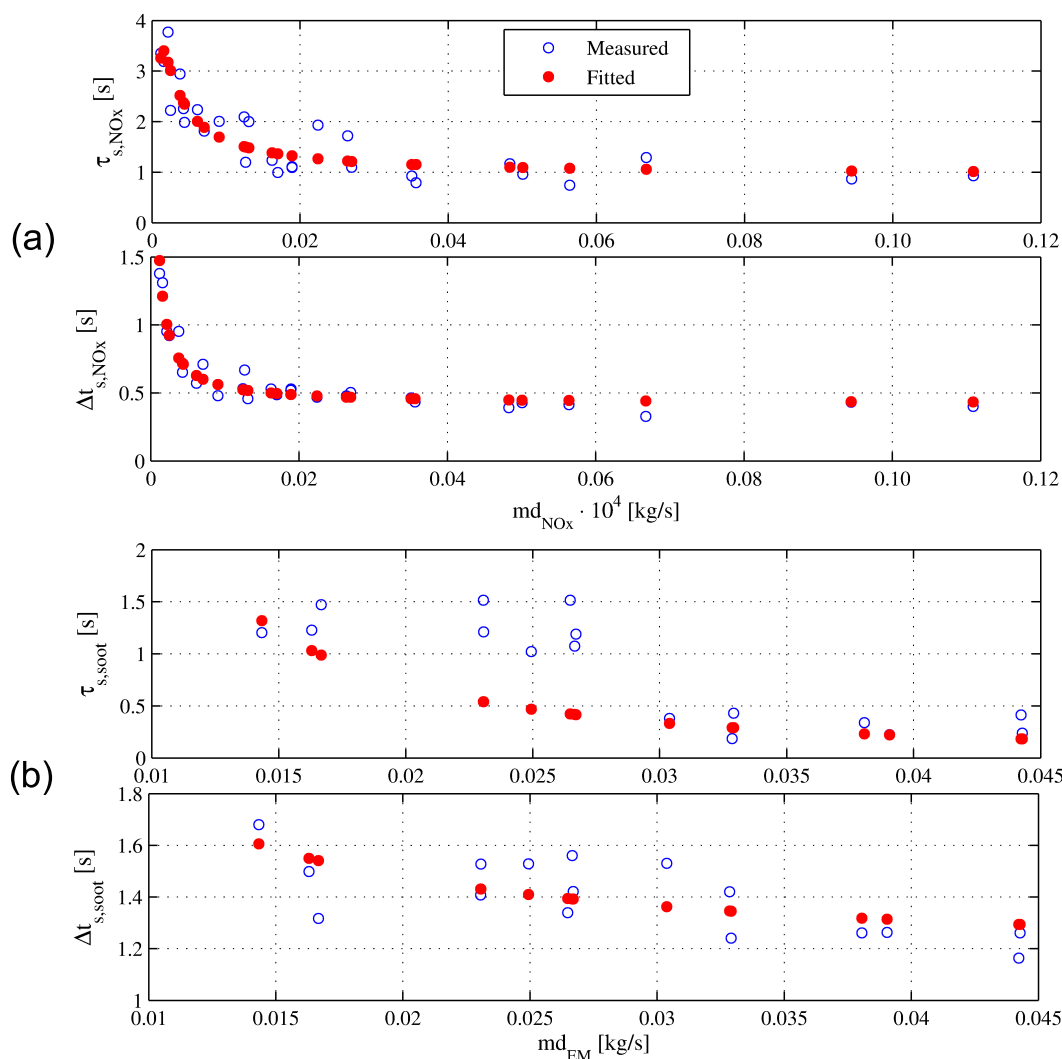 (a)
τs,NOx [s]
4
3
2
1
0
Measured
Fitted
0 0.02 0.04 0.06 0.08 0.10 0.12
Δts,NOx [s]
1.5
1
0.5
0
0 0.02 0.04 0.06 0.08 0.10 0.12
mdNOx · 10^4 [kg/s]
(b)
τs,soot [s]
2
1.5
1
0.5
0
0.01 0.015 0.02 0.025 0.03 0.035 0.04 0.045
Δts,soot [s]
1.8
1.6
1.4
1.2
1
0.01 0.015 0.02 0.025 0.03 0.035 0.04 0.045
mdEM [kg/s]